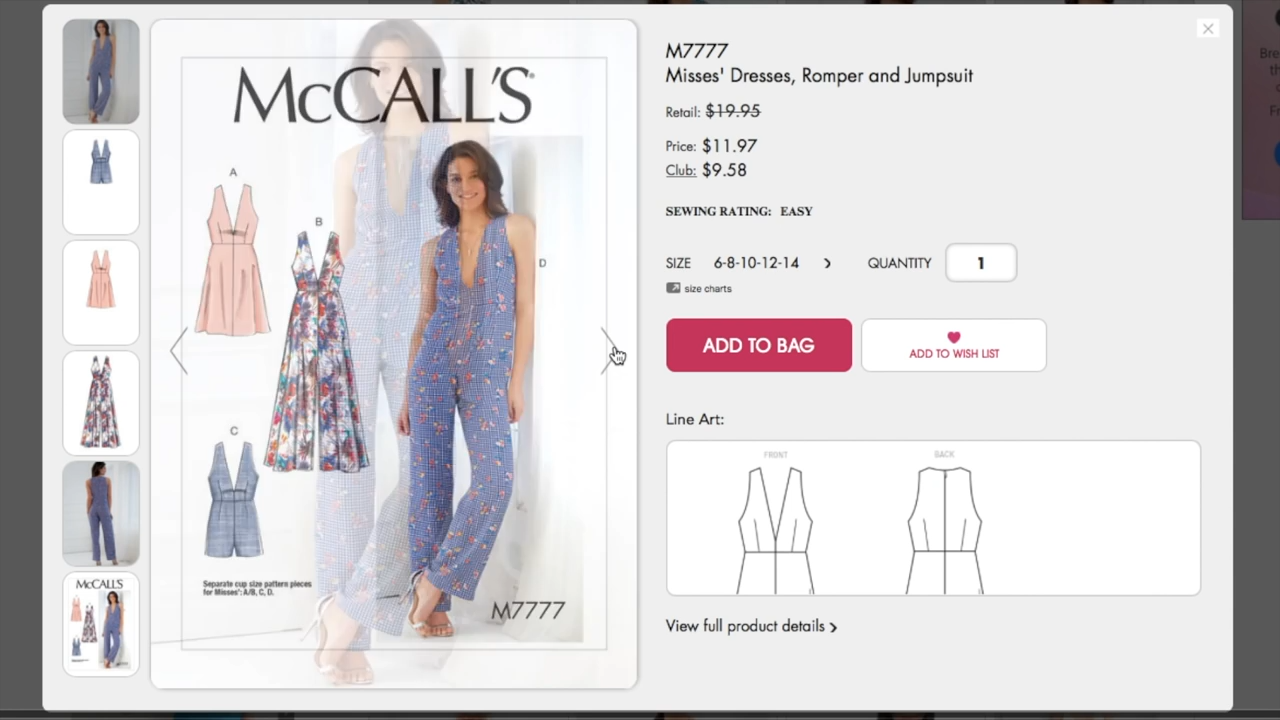 McCALL'S®
A
B
D
C
Separate cup size pattern pieces
for Misses': A/B, C, D.
M7777
McCALL'S
M7777
Misses' Dresses, Romper and Jumpsuit
Retail: $19.95
Price: $11.97
Club: $9.58
SEWING RATING: EASY
SIZE 6-8-10-12-14 › QUANTITY 1
size charts
ADD TO BAG
ADD TO WISH LIST
Line Art:
FRONT BACK
View full product details ›